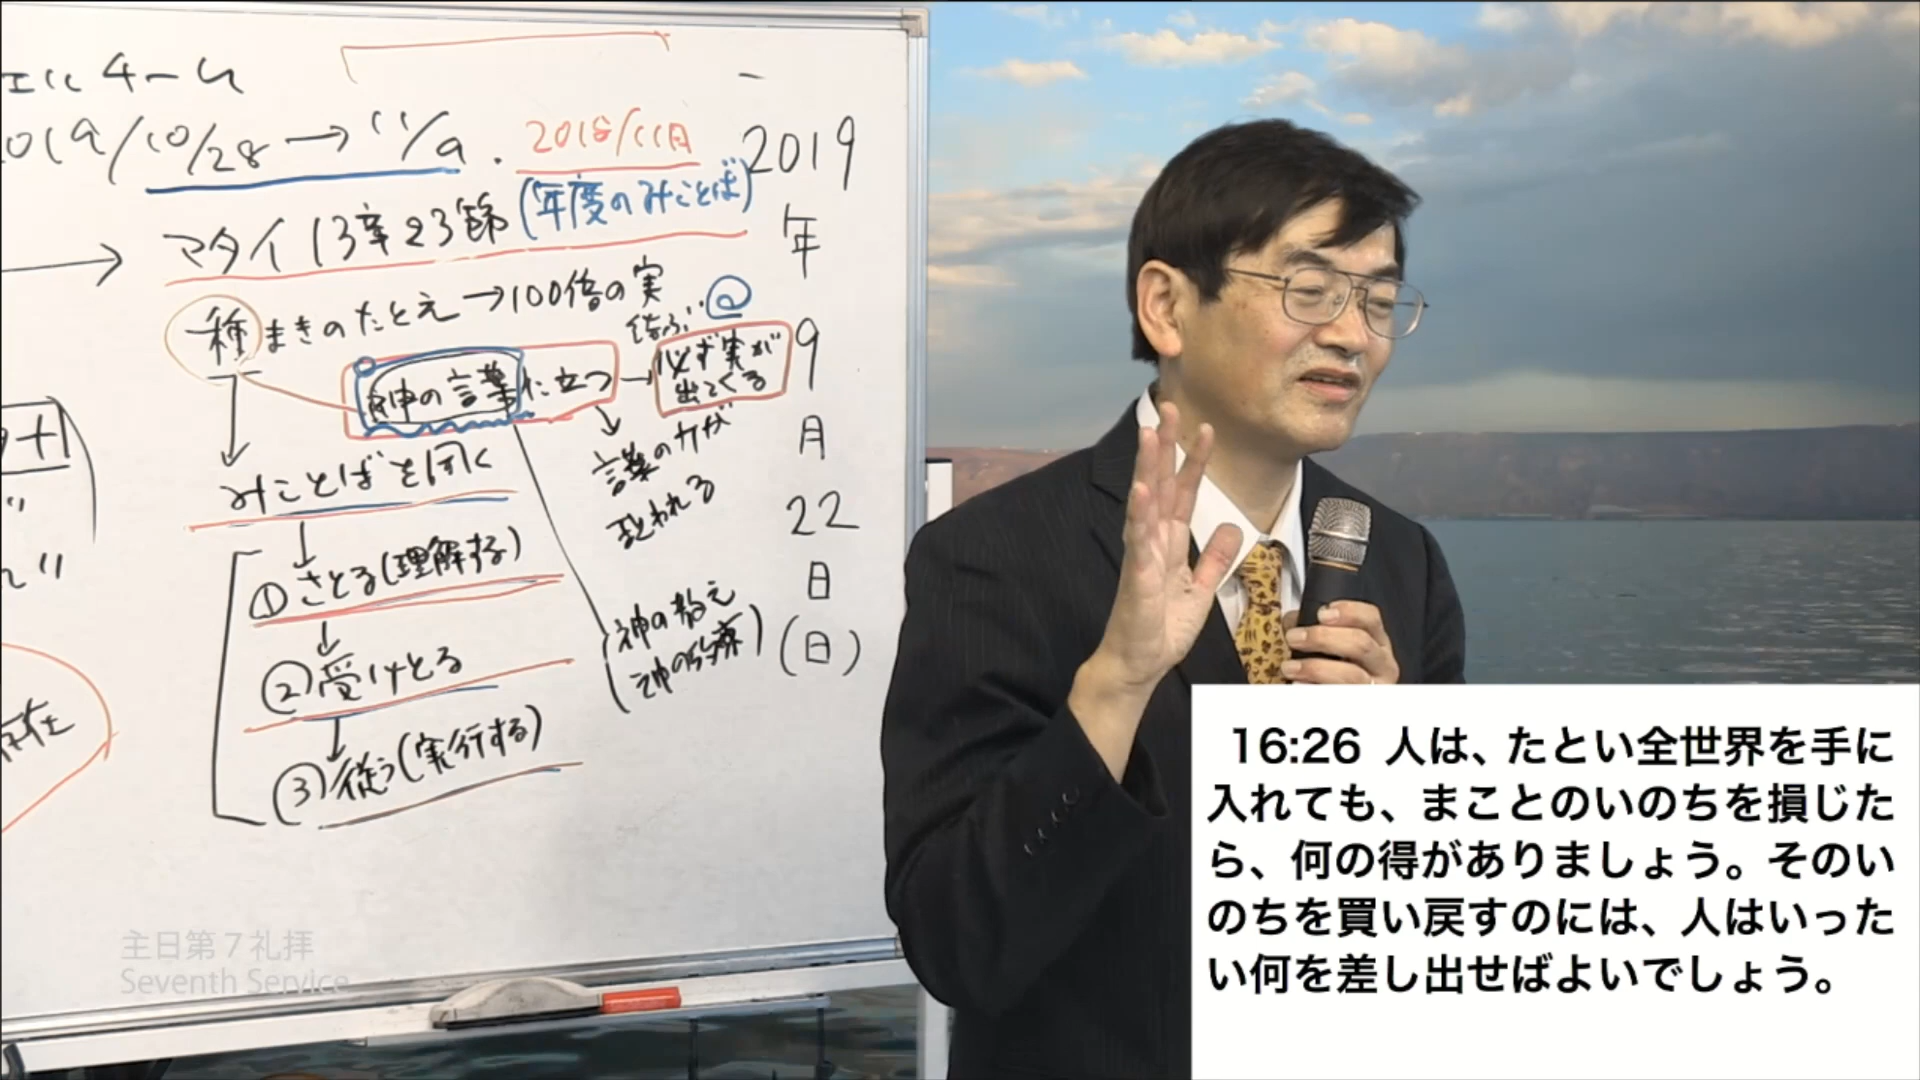 2019/10/28→11/9. 2018/11月
マタイ13章23節(年度のみことば)
種まきのたとえ→100倍の実
結ぶ‥@
神の言葉に立つ→必ず実が
出てくる
みことばを聞く
言葉の力が
現われる
①さとる(理解する)
②受けとる
③従う(実行する)
神の教え
神の治療
存在
2019
年
9
月
22
日
(日)
主日第7礼拝
Seventh Service
16:26 人は、たとい全世界を手に
入れても、まことのいのちを損じた
ら、何の得がありましょう。そのい
のちを買い戻すのには、人はいった
い何を差し出せばよいでしょう。